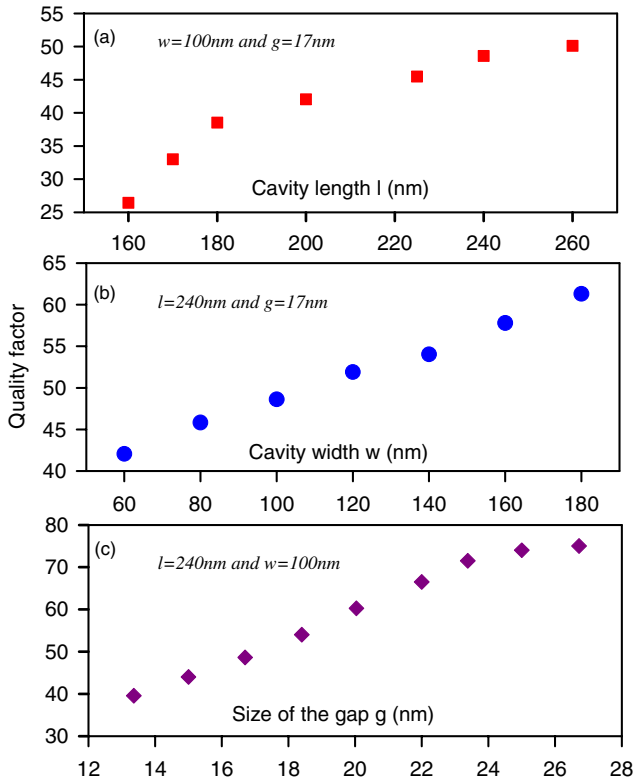 55
(a)
w=100nm and g=17nm
50
45
40
35
30
Cavity length l (nm)
25
160 180 200 220 240 260
65
(b)
l=240nm and g=17nm
60
55
50
45
Cavity width w (nm)
40
60 80 100 120 140 160 180
Quality factor
80
(c)
l=240nm and w=100nm
70
60
50
40
Size of the gap g (nm)
30
12 14 16 18 20 22 24 26 28